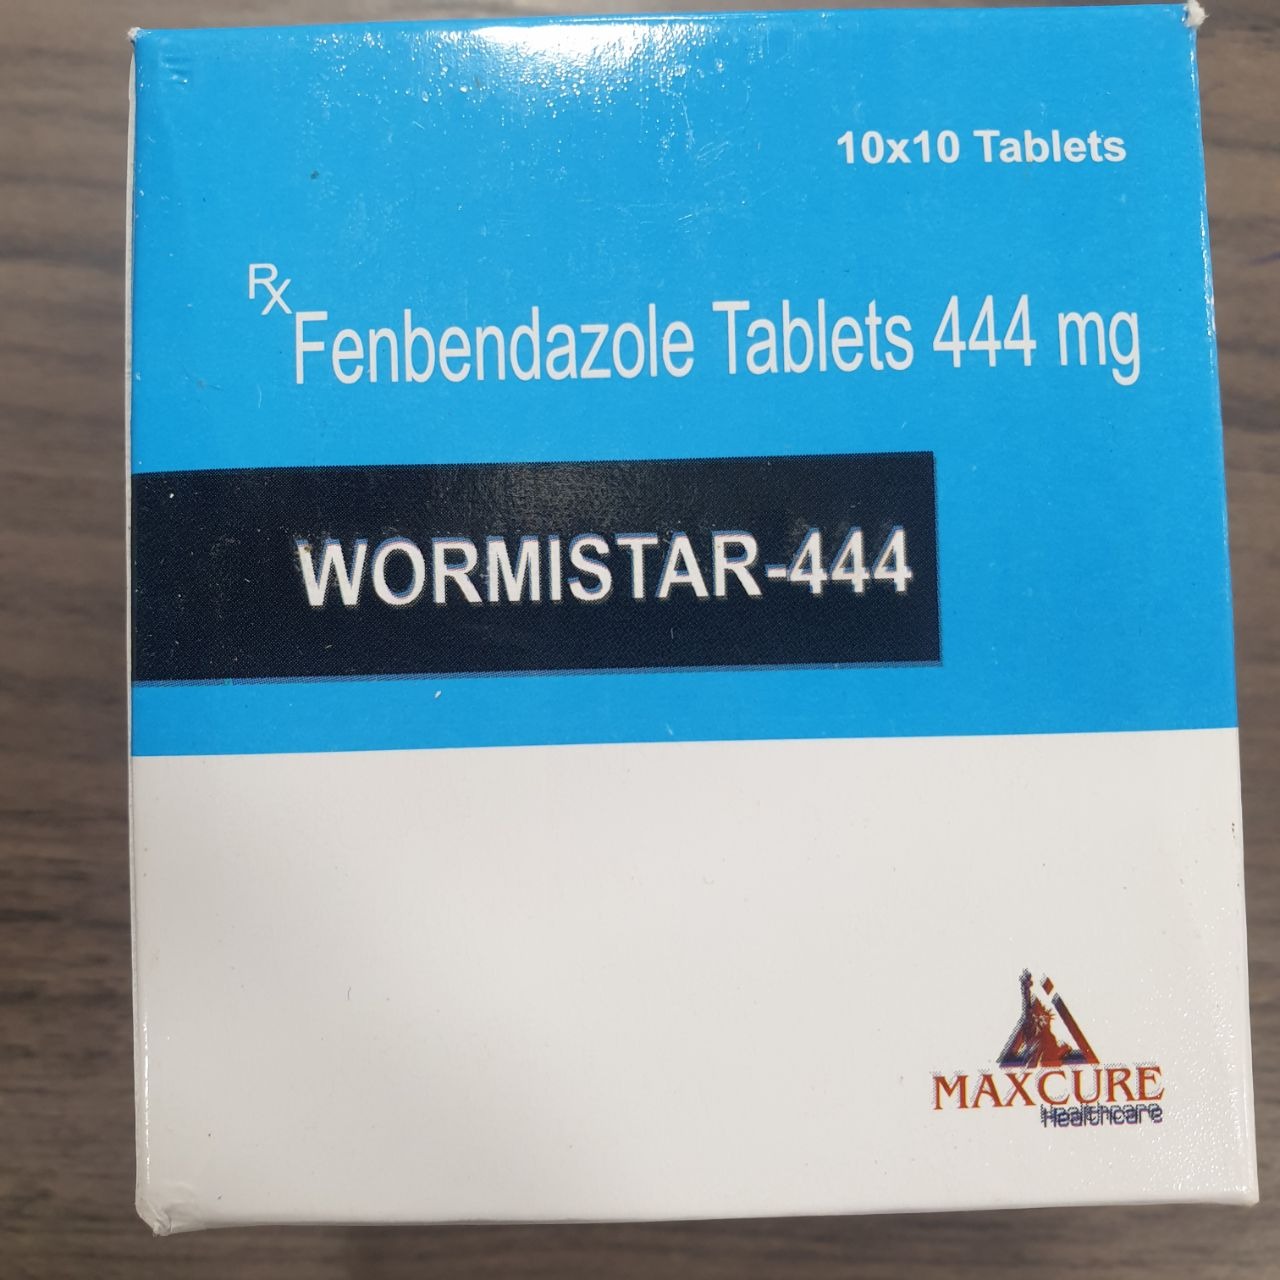 10x10 Tablets
Rx
Fenbendazole Tablets 444 mg
WORMISTAR-444
MAXCURE
Healthcare